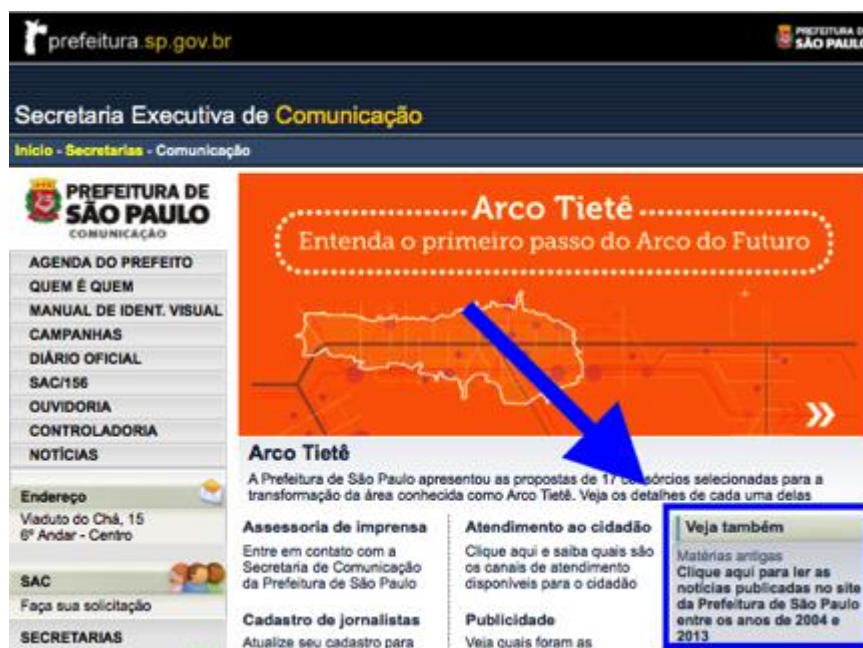 prefeitura.sp.gov.br
PREFEITURA D
SÃO PAULO
Secretaria Executiva de Comunicação
Início - Secretarias - Comunicação
PREFEITURA DE
SÃO PAULO
COMUNICAÇÃO
AGENDA DO PREFEITO
QUEM É QUEM
MANUAL DE IDENT. VISUAL
CAMPANHAS
DIÁRIO OFICIAL
SAC/156
OUVIDORIA
CONTROLADORIA
NOTÍCIAS
Endereço
Viaduto do Chá, 15
6º Andar - Centro
SAC
Faça sua solicitação
SECRETARIAS
Arco Tietê
Entenda o primeiro passo do Arco do Futuro
Arco Tietê
A Prefeitura de São Paulo apresentou as propostas de 17 consórcios selecionadas para a
transformação da área conhecida como Arco Tietê. Veja os detalhes de cada uma delas
Assessoria de imprensa
Entre em contato com a
Secretaria de Comunicação
da Prefeitura de São Paulo
Cadastro de jornalistas
Atualize seu cadastro para
Atendimento ao cidadão
Clique aqui e saiba quais são
os canais de atendimento
disponíveis para o cidadão
Publicidade
Veja quais foram as
Veja também
Matérias antigas
Clique aqui para ler as
notícias publicadas no site
da Prefeitura de São Paulo
entre os anos de 2004 e
2013